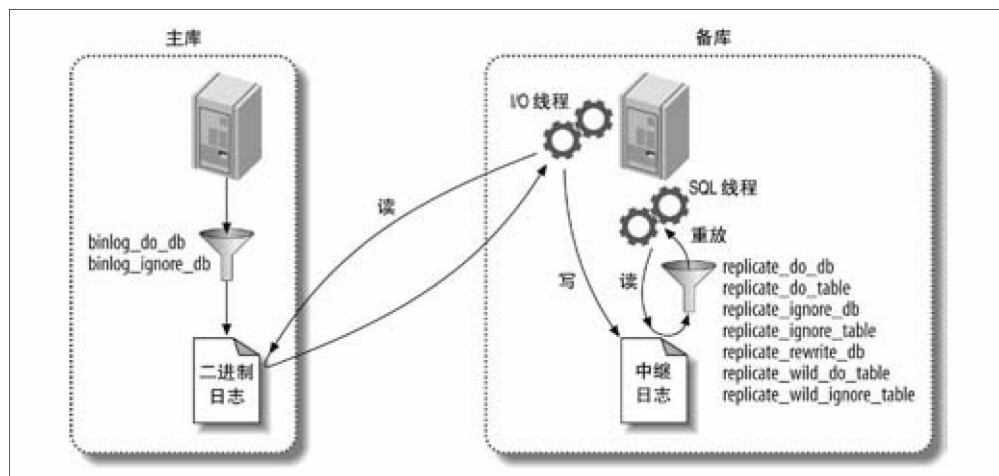 主库
备库
I/O 线程
SQL 线程
重放
读
binlog_do_db
binlog_ignore_db
写
读
replicate_do_db
replicate_do_table
replicate_ignore_db
replicate_ignore_table
replicate_rewrite_db
replicate_wild_do_table
replicate_wild_ignore_table
二进制
日志
中继
日志